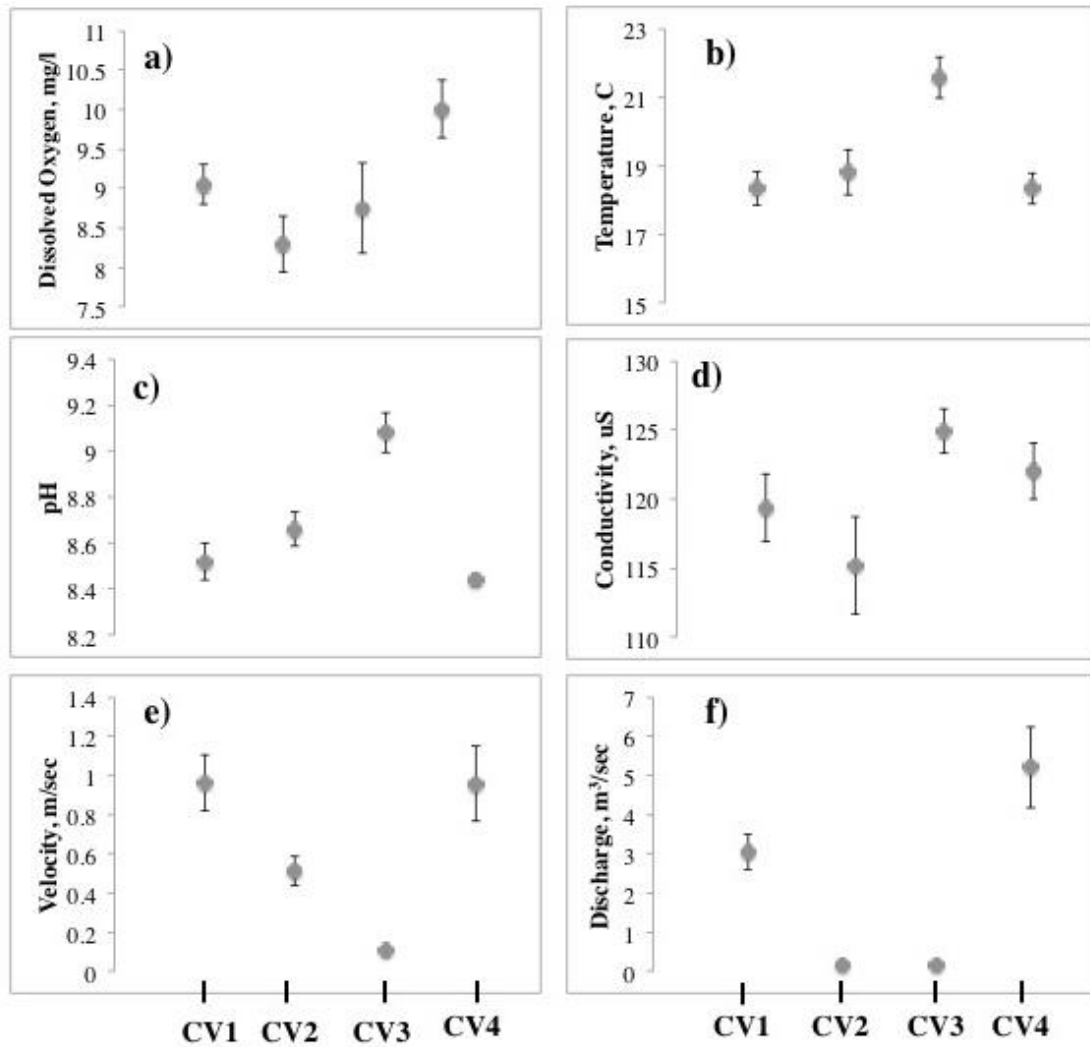 a)
Dissolved Oxygen, mg/l
11
10.5
10
9.5
9
8.5
8
7.5
b)
Temperature, C
23
21
19
17
15
c)
pH
9.4
9.2
9
8.8
8.6
8.4
8.2
d)
Conductivity, uS
130
125
120
115
110
e)
Velocity, m/sec
1.4
1.2
1
0.8
0.6
0.4
0.2
0
f)
Discharge, m³/sec
7
6
5
4
3
2
1
0
CV1 CV2 CV3 CV4
CV1 CV2 CV3 CV4